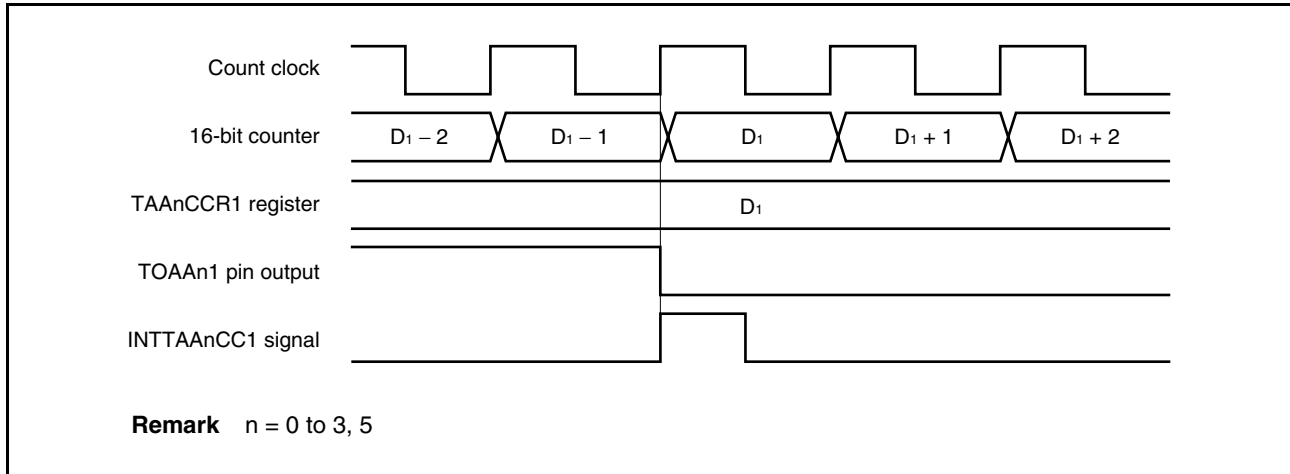 Count clock
16-bit counter D₁ − 2 D₁ − 1 D₁ D₁ + 1 D₁ + 2
TAAnCCR1 register D₁
TOAAn1 pin output
INTTAAnCC1 signal
Remark n = 0 to 3, 5